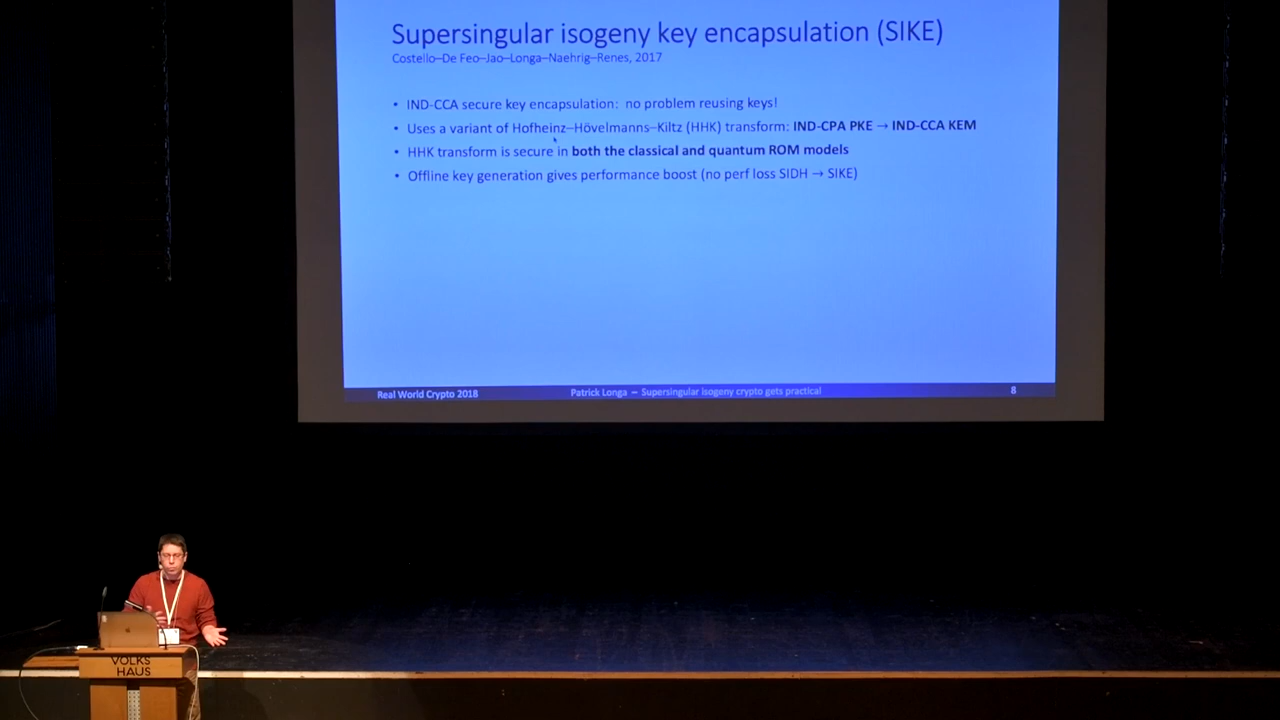 Supersingular isogeny key encapsulation (SIKE)
Costello–De Feo–Jao–Longa–Naehrig–Renes, 2017
• IND-CCA secure key encapsulation: no problem reusing keys!
• Uses a variant of Hofheinz–Hövelmanns–Kiltz (HHK) transform: IND-CPA PKE → IND-CCA KEM
• HHK transform is secure in both the classical and quantum ROM models
• Offline key generation gives performance boost (no perf loss SIDH → SIKE)
Real World Crypto 2018 Patrick Longa – Supersingular isogeny crypto gets practical 8
VOLKS
HAUS